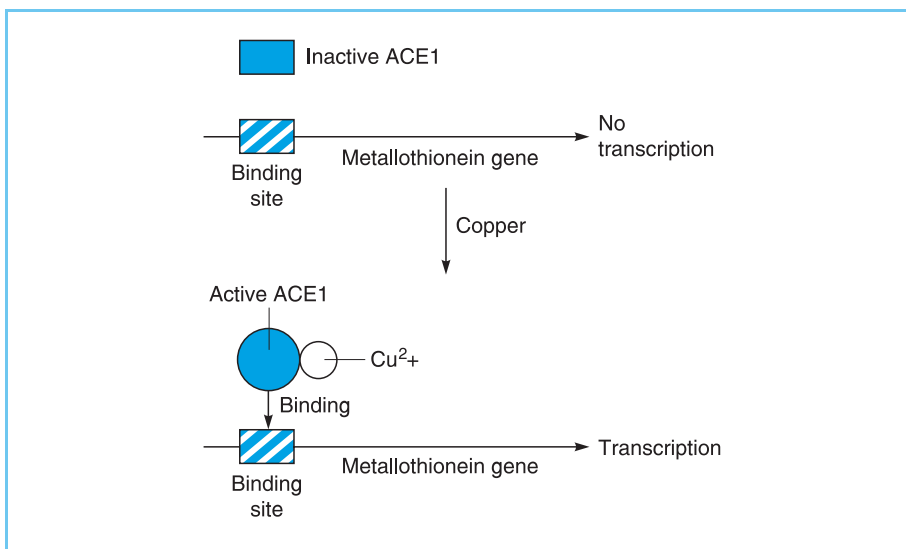 Inactive ACE1
No
transcription
Metallothionein gene
Binding
site
Copper
Active ACE1
Cu²+
Binding
Transcription
Metallothionein gene
Binding
site